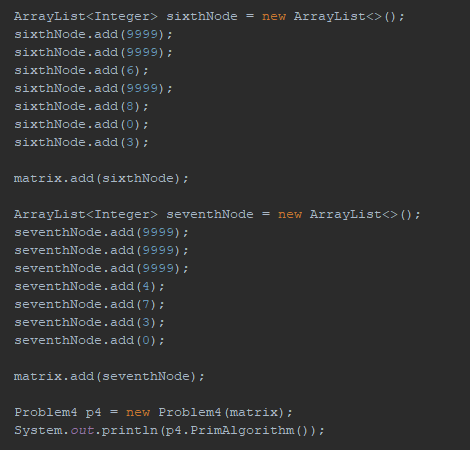 ArrayList<Integer> sixthNode = new ArrayList<>();
sixthNode.add(9999);
sixthNode.add(9999);
sixthNode.add(6);
sixthNode.add(9999);
sixthNode.add(8);
sixthNode.add(0);
sixthNode.add(3);
matrix.add(sixthNode);
ArrayList<Integer> seventhNode = new ArrayList<>();
seventhNode.add(9999);
seventhNode.add(9999);
seventhNode.add(9999);
seventhNode.add(4);
seventhNode.add(7);
seventhNode.add(3);
seventhNode.add(0);
matrix.add(seventhNode);
Problem4 p4 = new Problem4(matrix);
System.out.println(p4.PrimAlgorithm());